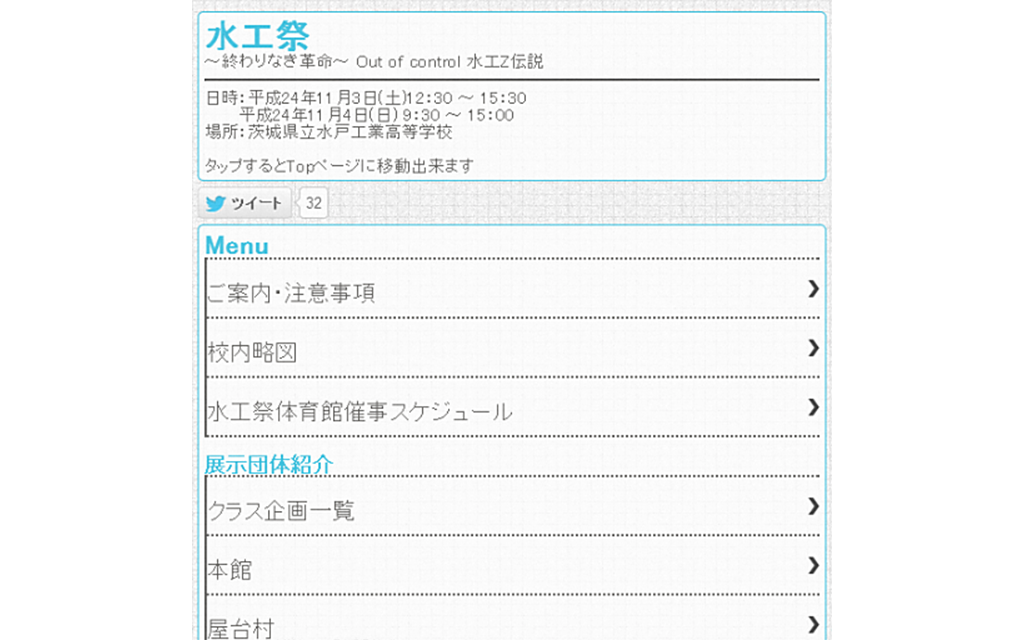 水工祭
～終わりなき革命～ Out of control 水工Z伝説
日時：平成24年11月3日(土)12：30 ～ 15：30
平成24年11月4日(日) 9：30 ～ 15：00
場所：茨城県立水戸工業高等学校
タップするとTopページに移動出来ます
ツイート 32
Menu
ご案内・注意事項
校内略図
水工祭体育館催事スケジュール
展示団体紹介
クラス企画一覧
本館
屋台村